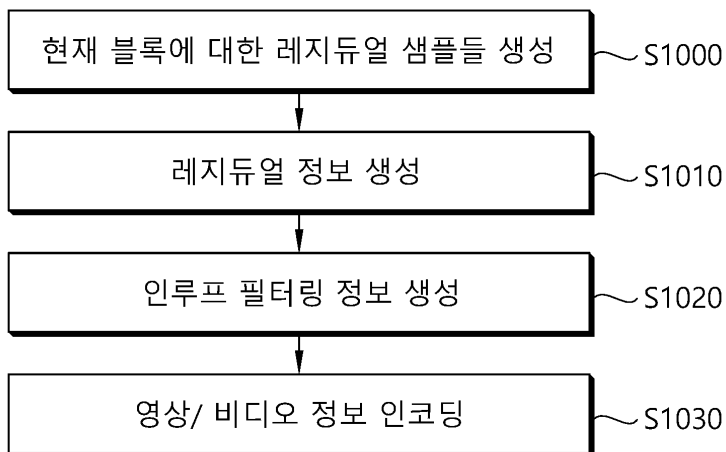 현재 블록에 대한 레지듀얼 샘플들 생성 S1000
레지듀얼 정보 생성 S1010
인루프 필터링 정보 생성 S1020
영상/ 비디오 정보 인코딩 S1030